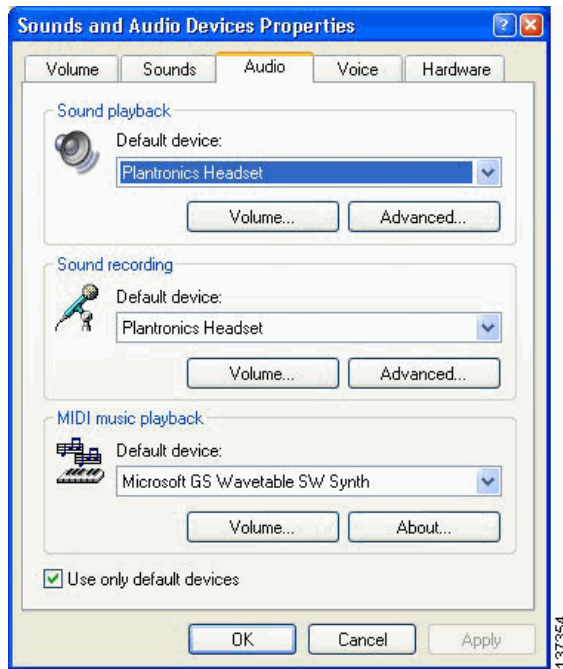 Sounds and Audio Devices Properties
Volume Sounds Audio Voice Hardware
Sound playback
Default device:
Plantronics Headset
Volume... Advanced...
Sound recording
Default device:
Plantronics Headset
Volume... Advanced...
MIDI music playback
Default device:
Microsoft GS Wavetable SW Synth
Volume... About...
Use only default devices
OK Cancel Apply
137354